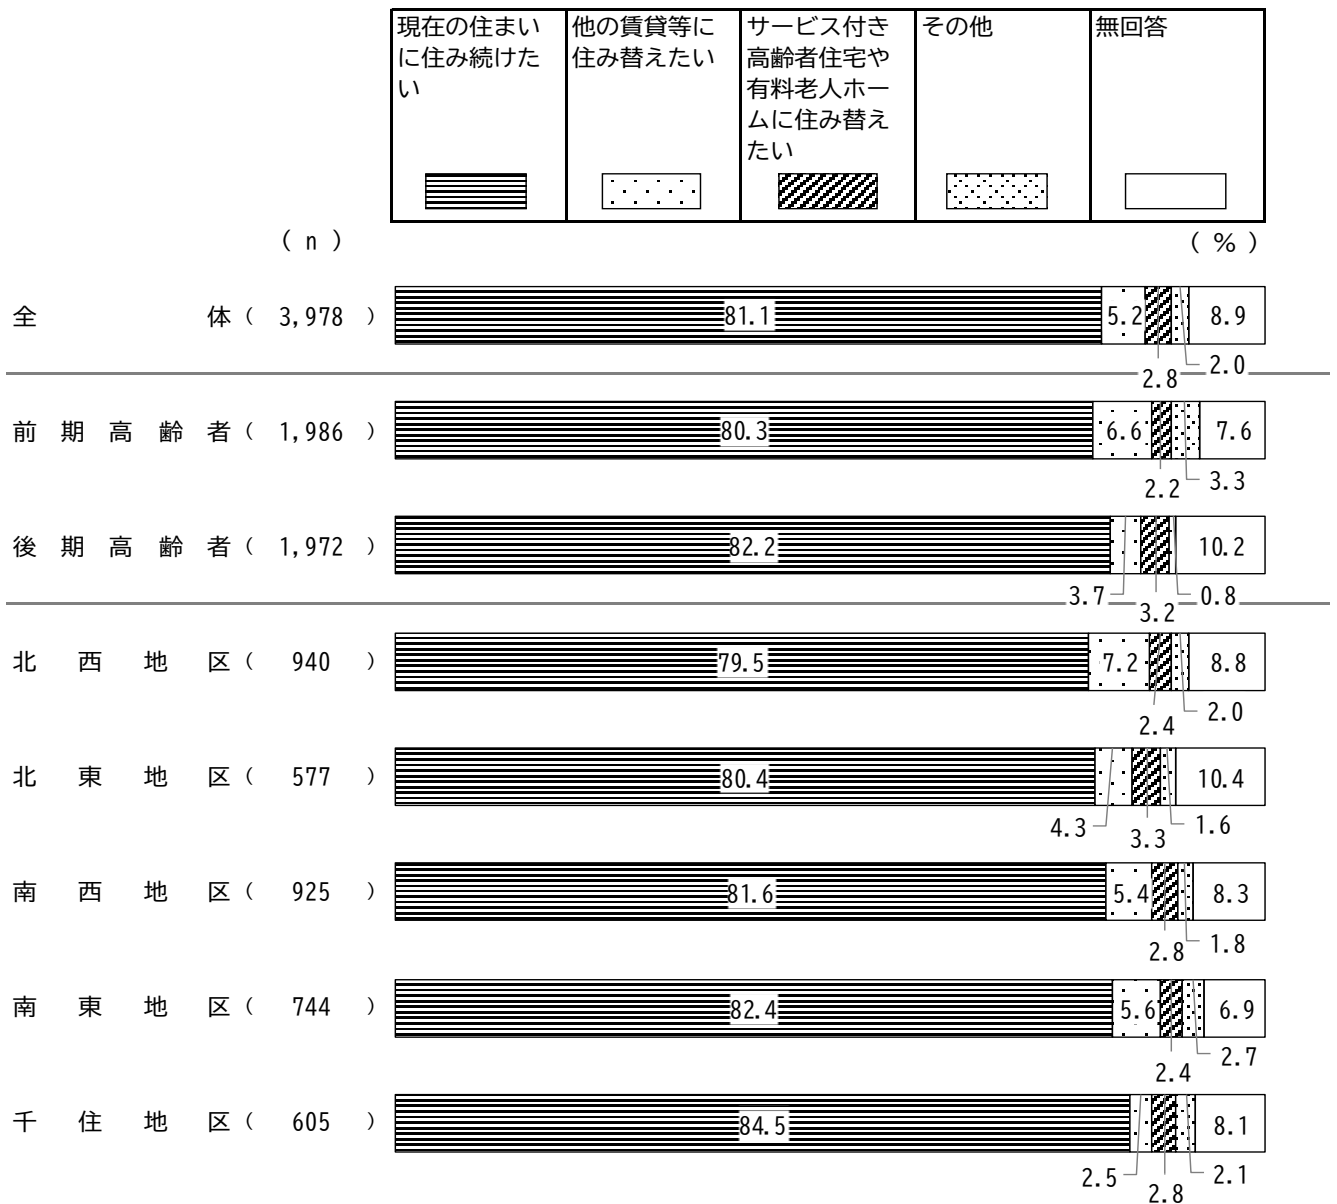 現在の住まい
に住み続けた
い
他の賃貸等に
住み替えたい
サービス付き
高齢者住宅や
有料老人ホー
ムに住み替え
たい
その他
無回答
(n)
(%)
全体(3,978)
81.1
5.2
8.9
2.8
2.0
前期高齢者(1,986)
80.3
6.6
7.6
2.2
3.3
後期高齢者(1,972)
82.2
10.2
3.7
3.2
0.8
北西地区(940)
79.5
7.2
8.8
2.4
2.0
北東地区(577)
80.4
10.4
4.3
3.3
1.6
南西地区(925)
81.6
5.4
8.3
2.8
1.8
南東地区(744)
82.4
5.6
6.9
2.4
2.7
千住地区(605)
84.5
8.1
2.5
2.8
2.1